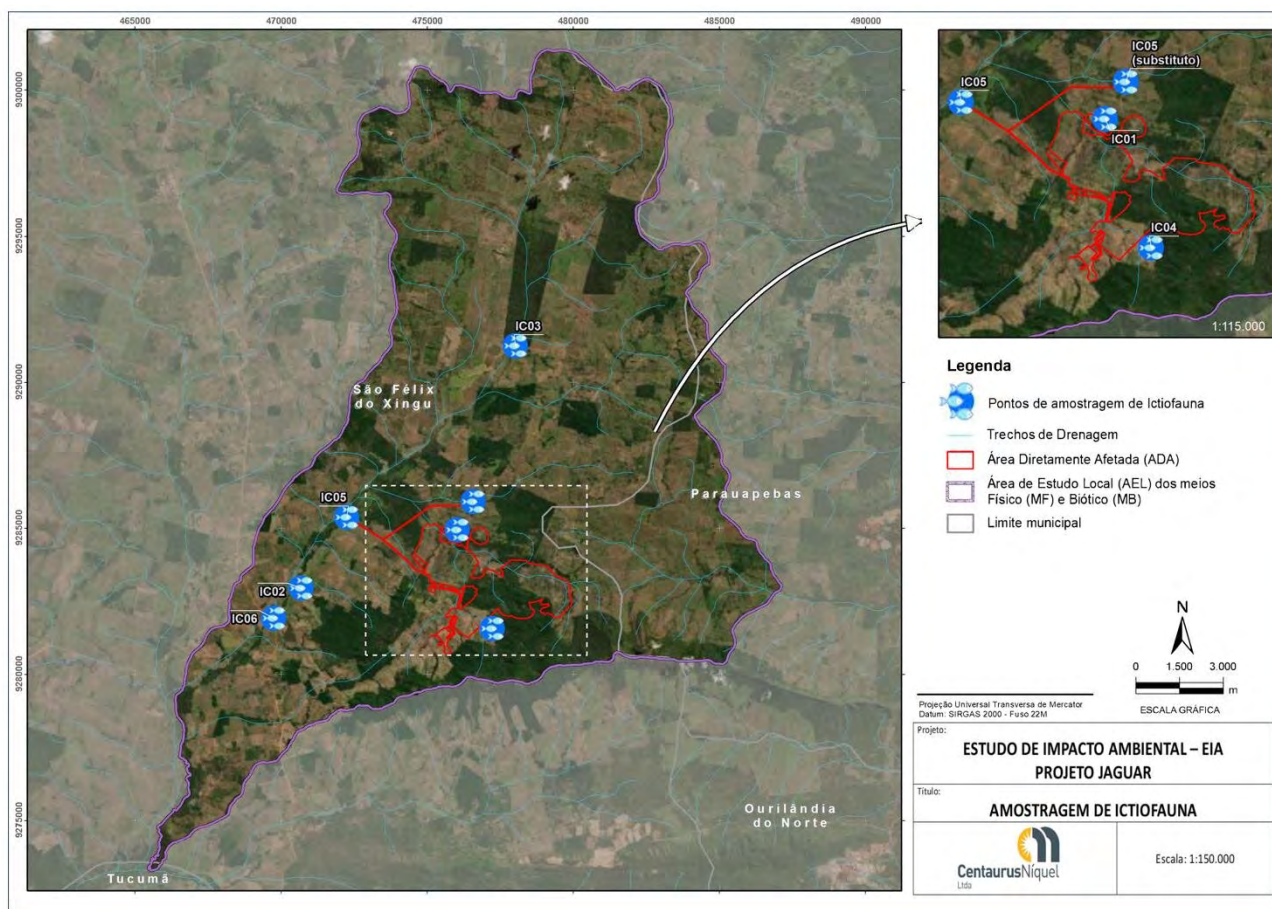 465000
470000
475000
480000
485000
490000
9300000
9295000
9290000
9285000
9280000
9275000
IC03
São Félix
do Xingu
IC05
Parauapebas
IC02
IC06
Ourilândia
do Norte
Tucumã
IC05
(substituto)
IC05
IC01
IC04
1:115.000
Legenda
Pontos de amostragem de Ictiofauna
Trechos de Drenagem
Área Diretamente Afetada (ADA)
Área de Estudo Local (AEL) dos meios
Físico (MF) e Biótico (MB)
Limite municipal
N
0 1.500 3.000
m
ESCALA GRÁFICA
Projeção Universal Transversa de Mercator
Datum: SIRGAS 2000 - Fuso 22M
Projeto:
ESTUDO DE IMPACTO AMBIENTAL – EIA
PROJETO JAGUAR
Título:
AMOSTRAGEM DE ICTIOFAUNA
CentaurusNíquel
Ltda
Escala: 1:150.000